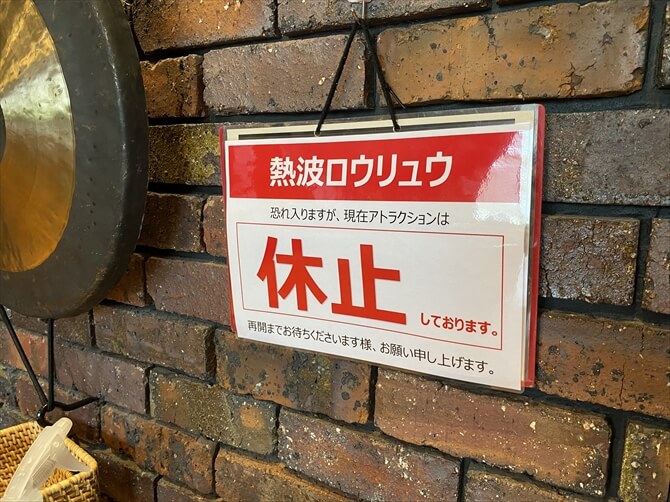 熱波ロウリュウ
恐れ入りますが、現在アトラクションは
休止
しております。
再開までお待ちくださいます様、お願い申し上げます。